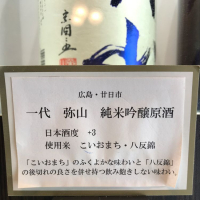 広島・廿日市
一代 弥山 純米吟醸原酒
日本酒度 +3
使用米 こいおまち・八反錦
「こいおまち」のふくよかな味わいと「八反錦」
の後切れの良さを併せ持つ飲み飽きしない味わい。